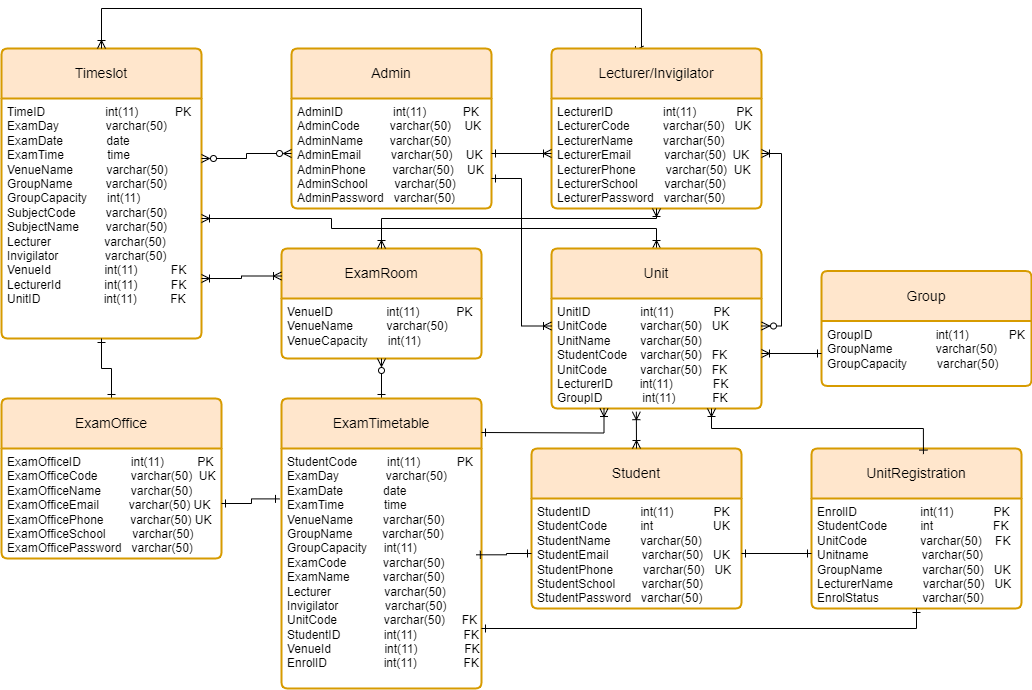 Timeslot
TimeID int(11) PK
ExamDay varchar(50)
ExamDate date
ExamTime time
VenueName varchar(50)
GroupName varchar(50)
GroupCapacity int(11)
SubjectCode varchar(50)
SubjectName varchar(50)
Lecturer varchar(50)
Invigilator varchar(50)
VenueId int(11) FK
LecturerId int(11) FK
UnitID int(11) FK
Admin
AdminID int(11) PK
AdminCode varchar(50) UK
AdminName varchar(50)
AdminEmail varchar(50) UK
AdminPhone varchar(50) UK
AdminSchool varchar(50)
AdminPassword varchar(50)
Lecturer/Invigilator
LecturerID int(11) PK
LecturerCode varchar(50) UK
LecturerName varchar(50)
LecturerEmail varchar(50) UK
LecturerPhone varchar(50) UK
LecturerSchool varchar(50)
LecturerPassword varchar(50)
ExamRoom
VenueID int(11) PK
VenueName varchar(50)
VenueCapacity int(11)
Unit
UnitID int(11) PK
UnitCode varchar(50) UK
UnitName varchar(50)
StudentCode varchar(50) FK
UnitCode varchar(50) FK
LecturerID int(11) FK
GroupID int(11) FK
Group
GroupID int(11) PK
GroupName varchar(50)
GroupCapacity varchar(50)
ExamOffice
ExamOfficeID int(11) PK
ExamOfficeCode varchar(50) UK
ExamOfficeName varchar(50)
ExamOfficeEmail varchar(50) UK
ExamOfficePhone varchar(50) UK
ExamOfficeSchool varchar(50)
ExamOfficePassword varchar(50)
ExamTimetable
StudentCode int(11) PK
ExamDay varchar(50)
ExamDate date
ExamTime time
VenueName varchar(50)
GroupName varchar(50)
GroupCapacity int(11)
ExamCode varchar(50)
ExamName varchar(50)
Lecturer varchar(50)
Invigilator varchar(50)
UnitCode varchar(50) FK
StudentID int(11) FK
VenueId int(11) FK
EnrolID int(11) FK
Student
StudentID int(11) PK
StudentCode int UK
StudentName varchar(50)
StudentEmail varchar(50) UK
StudentPhone varchar(50) UK
StudentSchool varchar(50)
StudentPassword varchar(50)
UnitRegistration
EnrolID int(11) PK
StudentCode int FK
UnitCode varchar(50) FK
Unitname varchar(50)
GroupName varchar(50) UK
LecturerName varchar(50) UK
EnrolStatus varchar(50)